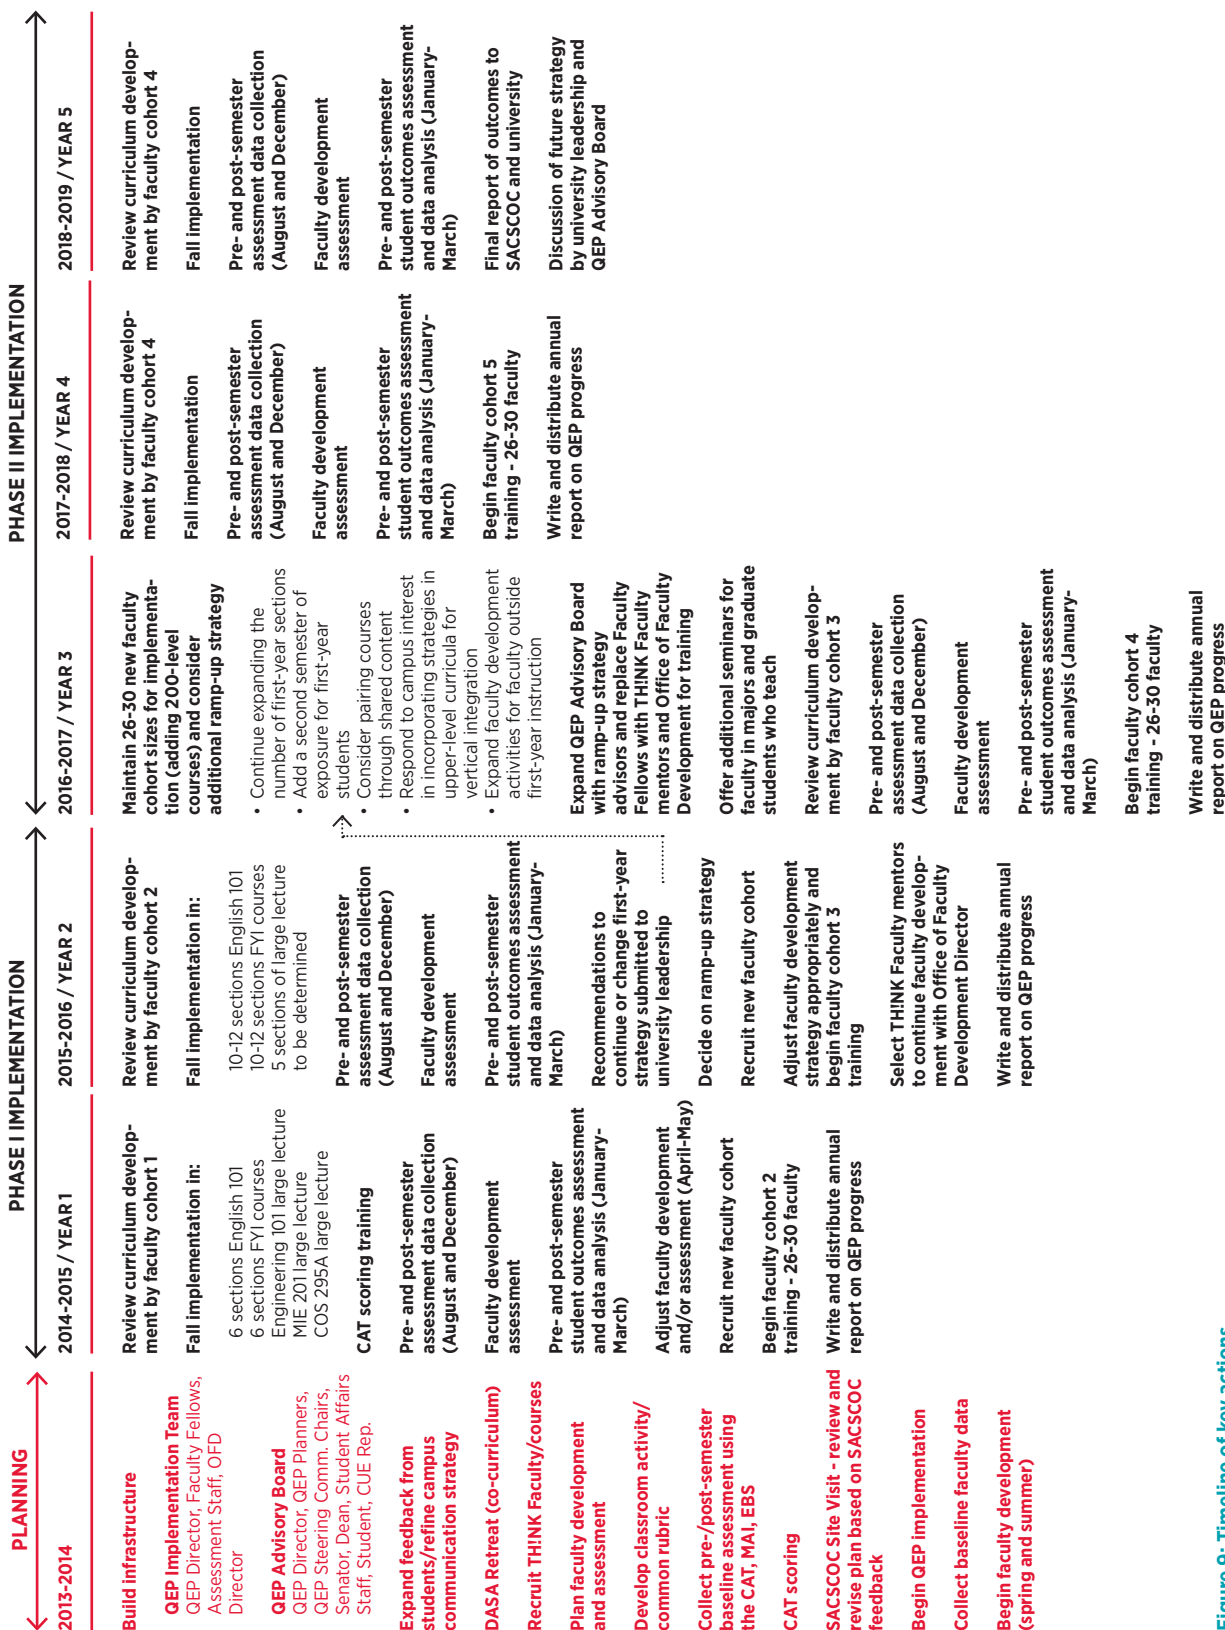 PLANNING
2013-2014
Build infrastructure
QEP Implementation Team
QEP Director, Faculty Fellows,
Assessment Staff, OFD
Director
QEP Advisory Board
QEP Director, QEP Planners,
QEP Steering Comm. Chairs,
Senator, Dean, Student Affairs
Staff, Student, CUE Rep.
Expand feedback from
students/refine campus
communication strategy
DASA Retreat (co-curriculum)
Recruit TH!NK Faculty/courses
Plan faculty development
and assessment
Develop classroom activity/
common rubric
Collect pre-/post-semester
baseline assessment using
the CAT, MAI, EBS
CAT scoring
SACSCOC Site Visit - review and
revise plan based on SACSCOC
feedback
Begin QEP implementation
Collect baseline faculty data
Begin faculty development
(spring and summer)
PHASE I IMPLEMENTATION
2014-2015 / YEAR 1
Review curriculum develop-
ment by faculty cohort 1
Fall implementation in:
6 sections English 101
6 sections FYI courses
Engineering 101 large lecture
MIE 201 large lecture
COS 295A large lecture
CAT scoring training
Pre- and post-semester
assessment data collection
(August and December)
Faculty development
assessment
Pre- and post-semester
student outcomes assessment
and data analysis (January-
March)
Adjust faculty development
and/or assessment (April-May)
Recruit new faculty cohort
Begin faculty cohort 2
training - 26-30 faculty
Write and distribute annual
report on QEP progress
2015-2016 / YEAR 2
Review curriculum develop-
ment by faculty cohort 2
Fall implementation in:
10-12 sections English 101
10-12 sections FYI courses
5 sections of large lecture
to be determined
Pre- and post-semester
assessment data collection
(August and December)
Faculty development
assessment
Pre- and post-semester
student outcomes assessment
and data analysis (January-
March)
Recommendations to
continue or change first-year
strategy submitted to
university leadership
Decide on ramp-up strategy
Recruit new faculty cohort
Adjust faculty development
strategy appropriately and
begin faculty cohort 3
training
Select TH!NK Faculty mentors
to continue faculty develop-
ment with Office of Faculty
Development Director
Write and distribute annual
report on QEP progress
PHASE II IMPLEMENTATION
2016-2017 / YEAR 3
Maintain 26-30 new faculty
cohort sizes for implementa-
tion (adding 200-level
courses) and consider
additional ramp-up strategy
• Continue expanding the
number of first-year sections
• Add a second semester of
exposure for first-year
students
• Consider pairing courses
through shared content
• Respond to campus interest
in incorporating strategies in
upper-level curricula for
vertical integration
• Expand faculty development
activities for faculty outside
first-year instruction
Expand QEP Advisory Board
with ramp-up strategy
advisors and replace Faculty
Fellows with TH!NK Faculty
mentors and Office of Faculty
Development for training
Offer additional seminars for
faculty in majors and graduate
students who teach
Review curriculum develop-
ment by faculty cohort 3
Pre- and post-semester
assessment data collection
(August and December)
Faculty development
assessment
Pre- and post-semester
student outcomes assessment
and data analysis (January-
March)
Begin faculty cohort 4
training - 26-30 faculty
Write and distribute annual
report on QEP progress
2017-2018 / YEAR 4
Review curriculum develop-
ment by faculty cohort 4
Fall implementation
Pre- and post-semester
assessment data collection
(August and December)
Faculty development
assessment
Pre- and post-semester
student outcomes assessment
and data analysis (January-
March)
Begin faculty cohort 5
training - 26-30 faculty
Write and distribute annual
report on QEP progress
2018-2019 / YEAR 5
Review curriculum develop-
ment by faculty cohort 4
Fall implementation
Pre- and post-semester
assessment data collection
(August and December)
Faculty development
assessment
Pre- and post-semester
student outcomes assessment
and data analysis (January-
March)
Final report of outcomes to
SACSCOC and university
Discussion of future strategy
by university leadership and
QEP Advisory Board
Figure 9: Timeline of key actions